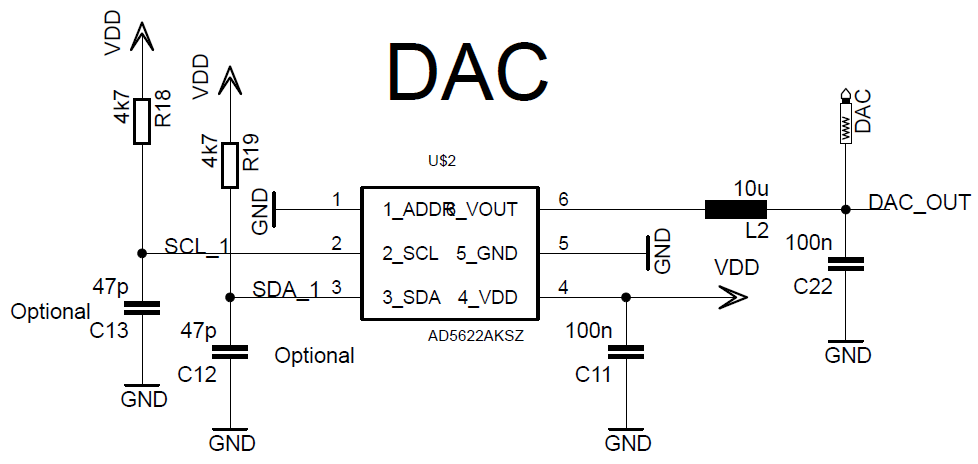 DAC
VDD
4k7
R18
VDD
4k7
R19
U$2
GND
1
1_ADDR
6_VOUT
6
10u
L2
DAC
DAC_OUT
SCL_1
2
2_SCL
5_GND
5
GND
100n
C22
GND
SDA_1
3
3_SDA
4_VDD
4
VDD
AD5622AKSZ
47p
Optional
C13
GND
47p
Optional
C12
GND
100n
C11
GND